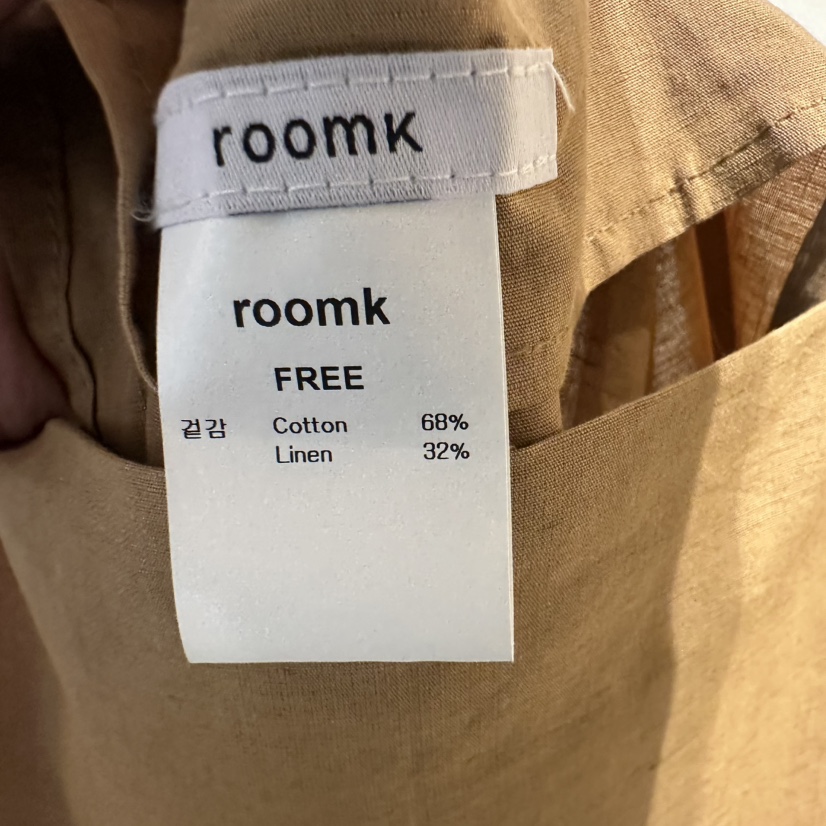 roomk
roomk
FREE
겉감 Cotton 68%
Linen 32%